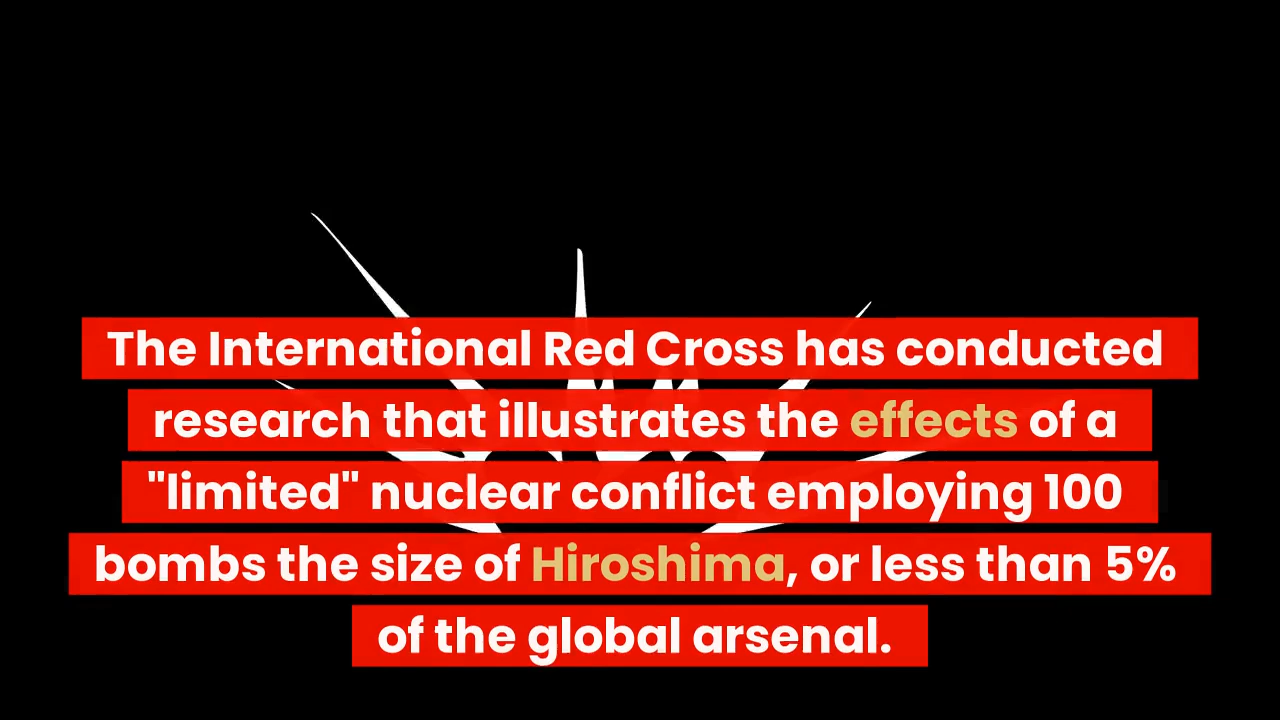 The International Red Cross has conducted
research that illustrates the effects of a
"limited" nuclear conflict employing 100
bombs the size of Hiroshima, or less than 5%
of the global arsenal.